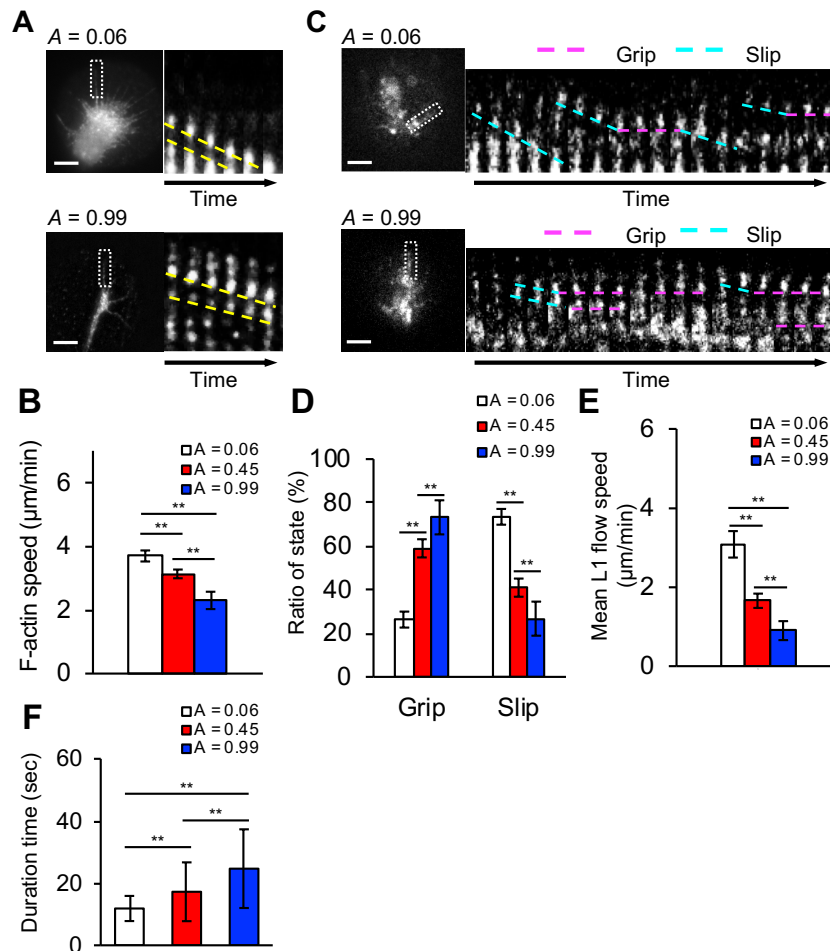 A
A = 0.06
Time
A = 0.99
Time
C
A = 0.06
Grip
Slip
Time
A = 0.99
Grip
Slip
Time
B
A = 0.06
A = 0.45
A = 0.99
F-actin speed (μm/min)
6
4
2
0
**
**
**
D
A = 0.06
A = 0.45
A = 0.99
Ratio of state (%)
100
80
60
40
20
0
**
**
**
**
Grip
Slip
E
A = 0.06
A = 0.45
A = 0.99
Mean L1 flow speed
(μm/min)
6
3
0
**
**
**
F
A = 0.06
A = 0.45
A = 0.99
Duration time (sec)
60
40
20
0
**
**
**